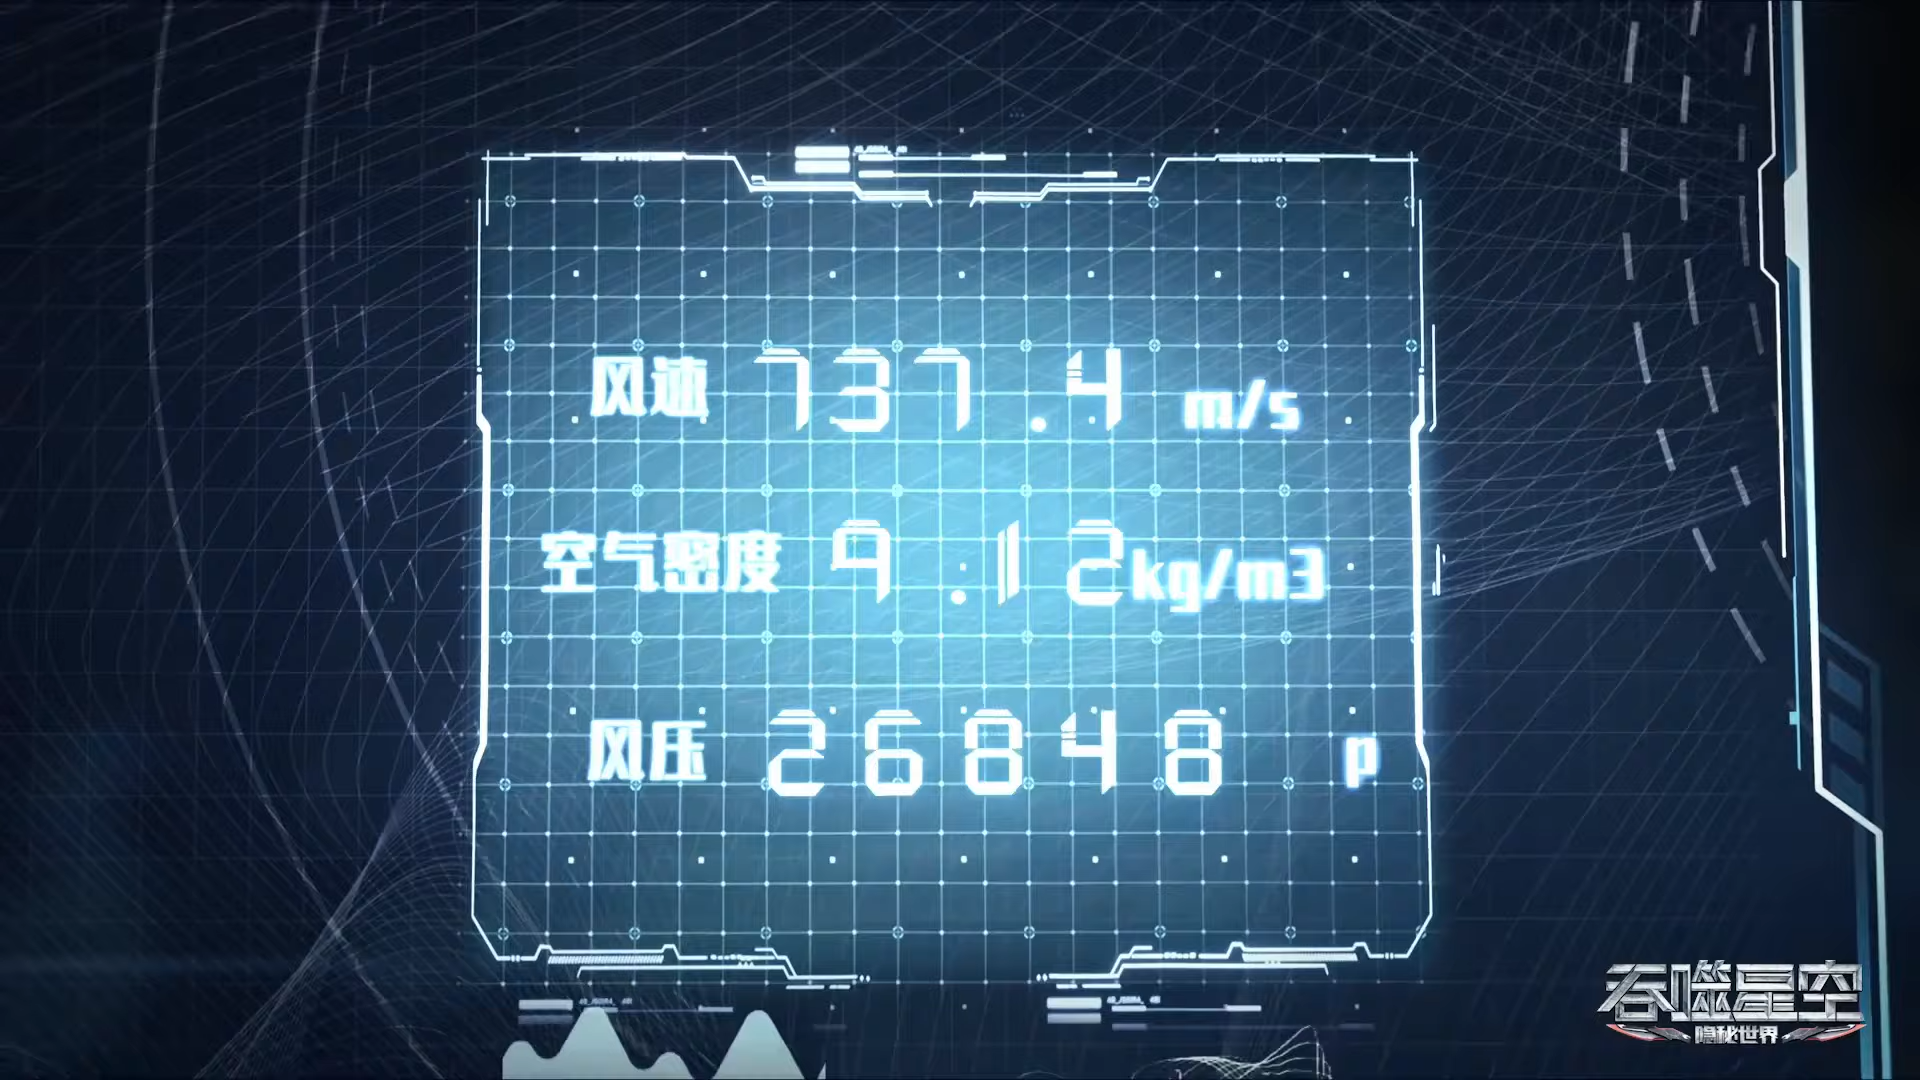 风速 737.4 m/s
空气密度 9.12kg/m3
风压 26848 p
吞噬星空
隐秘世界